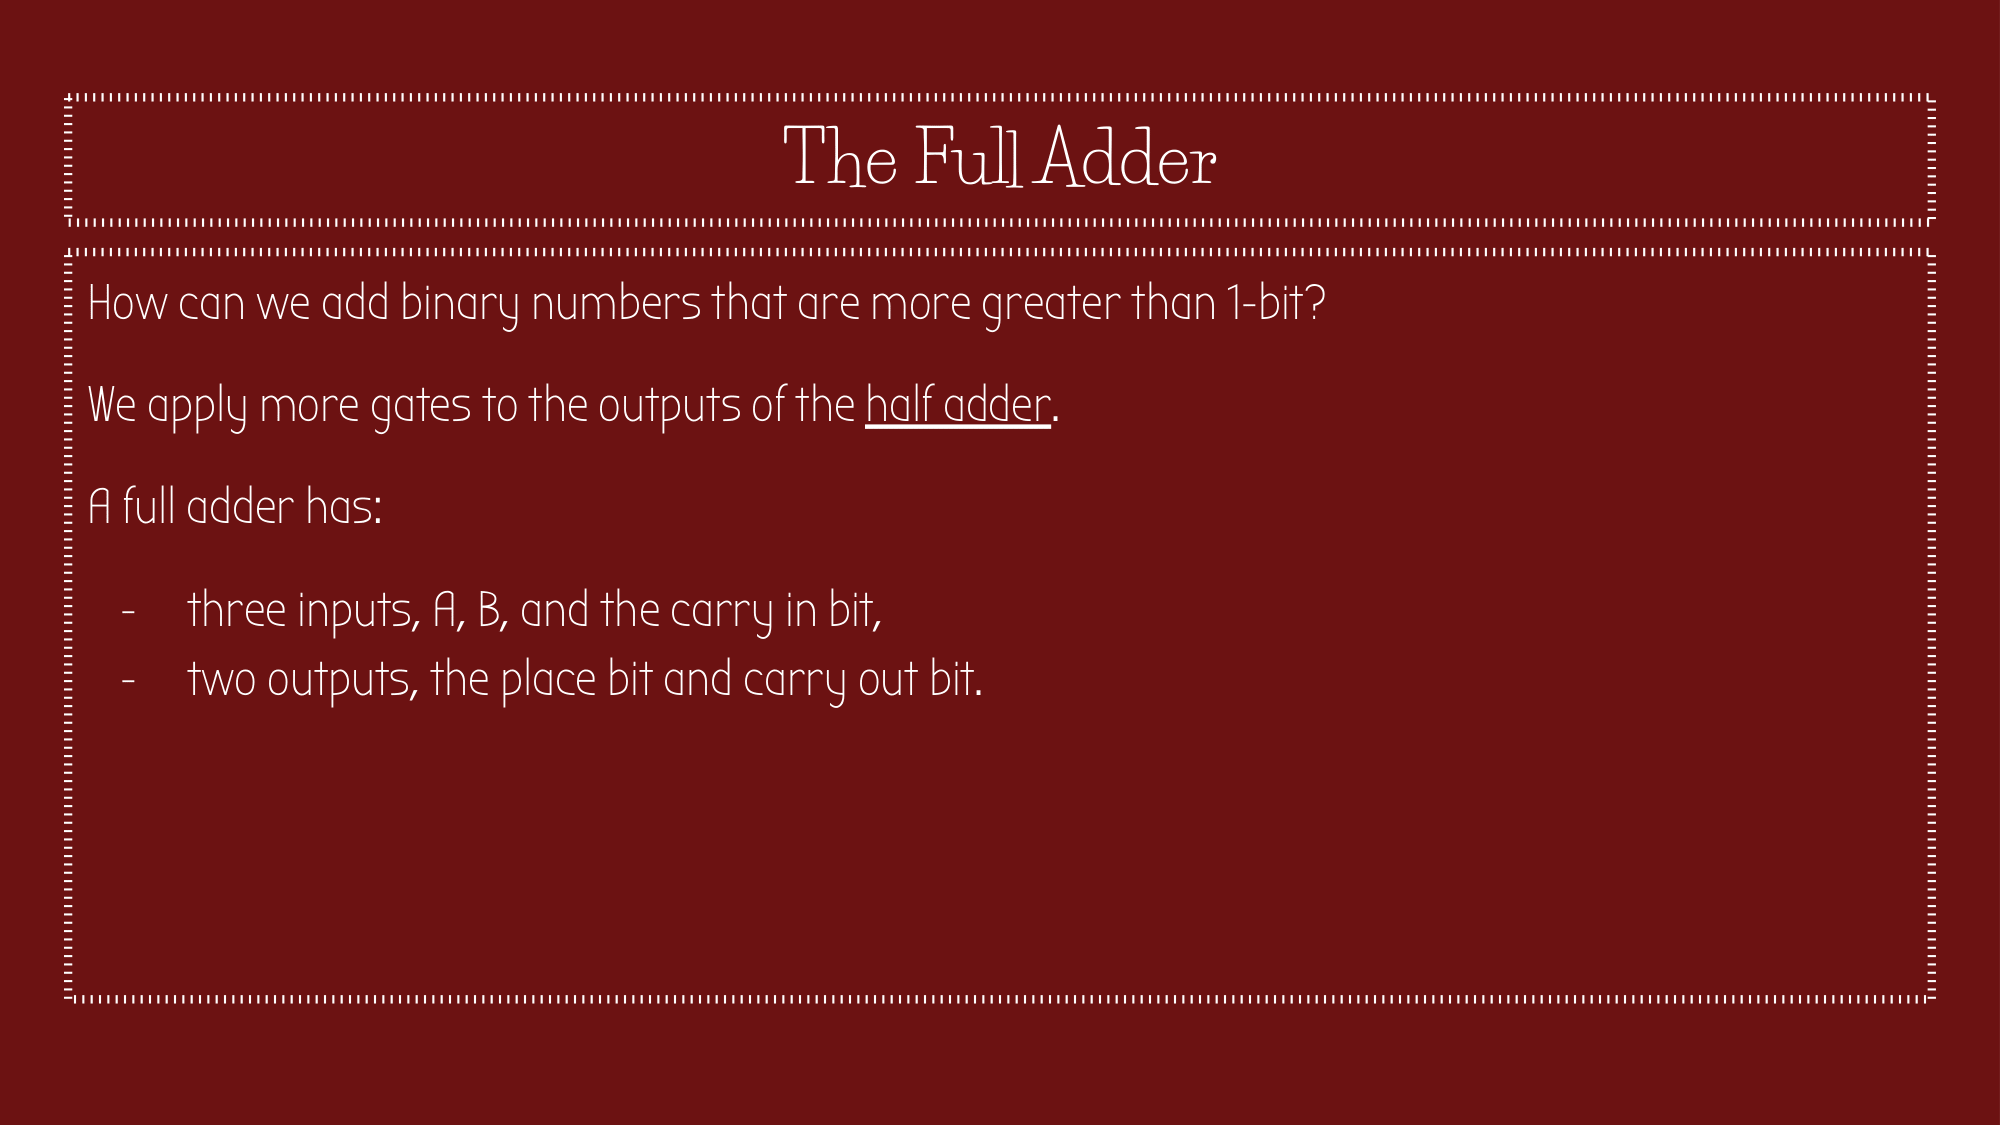 The Full Adder
How can we add binary numbers that are more greater than 1-bit?
We apply more gates to the outputs of the half adder.
A full adder has:
- three inputs, A, B, and the carry in bit,
- two outputs, the place bit and carry out bit.